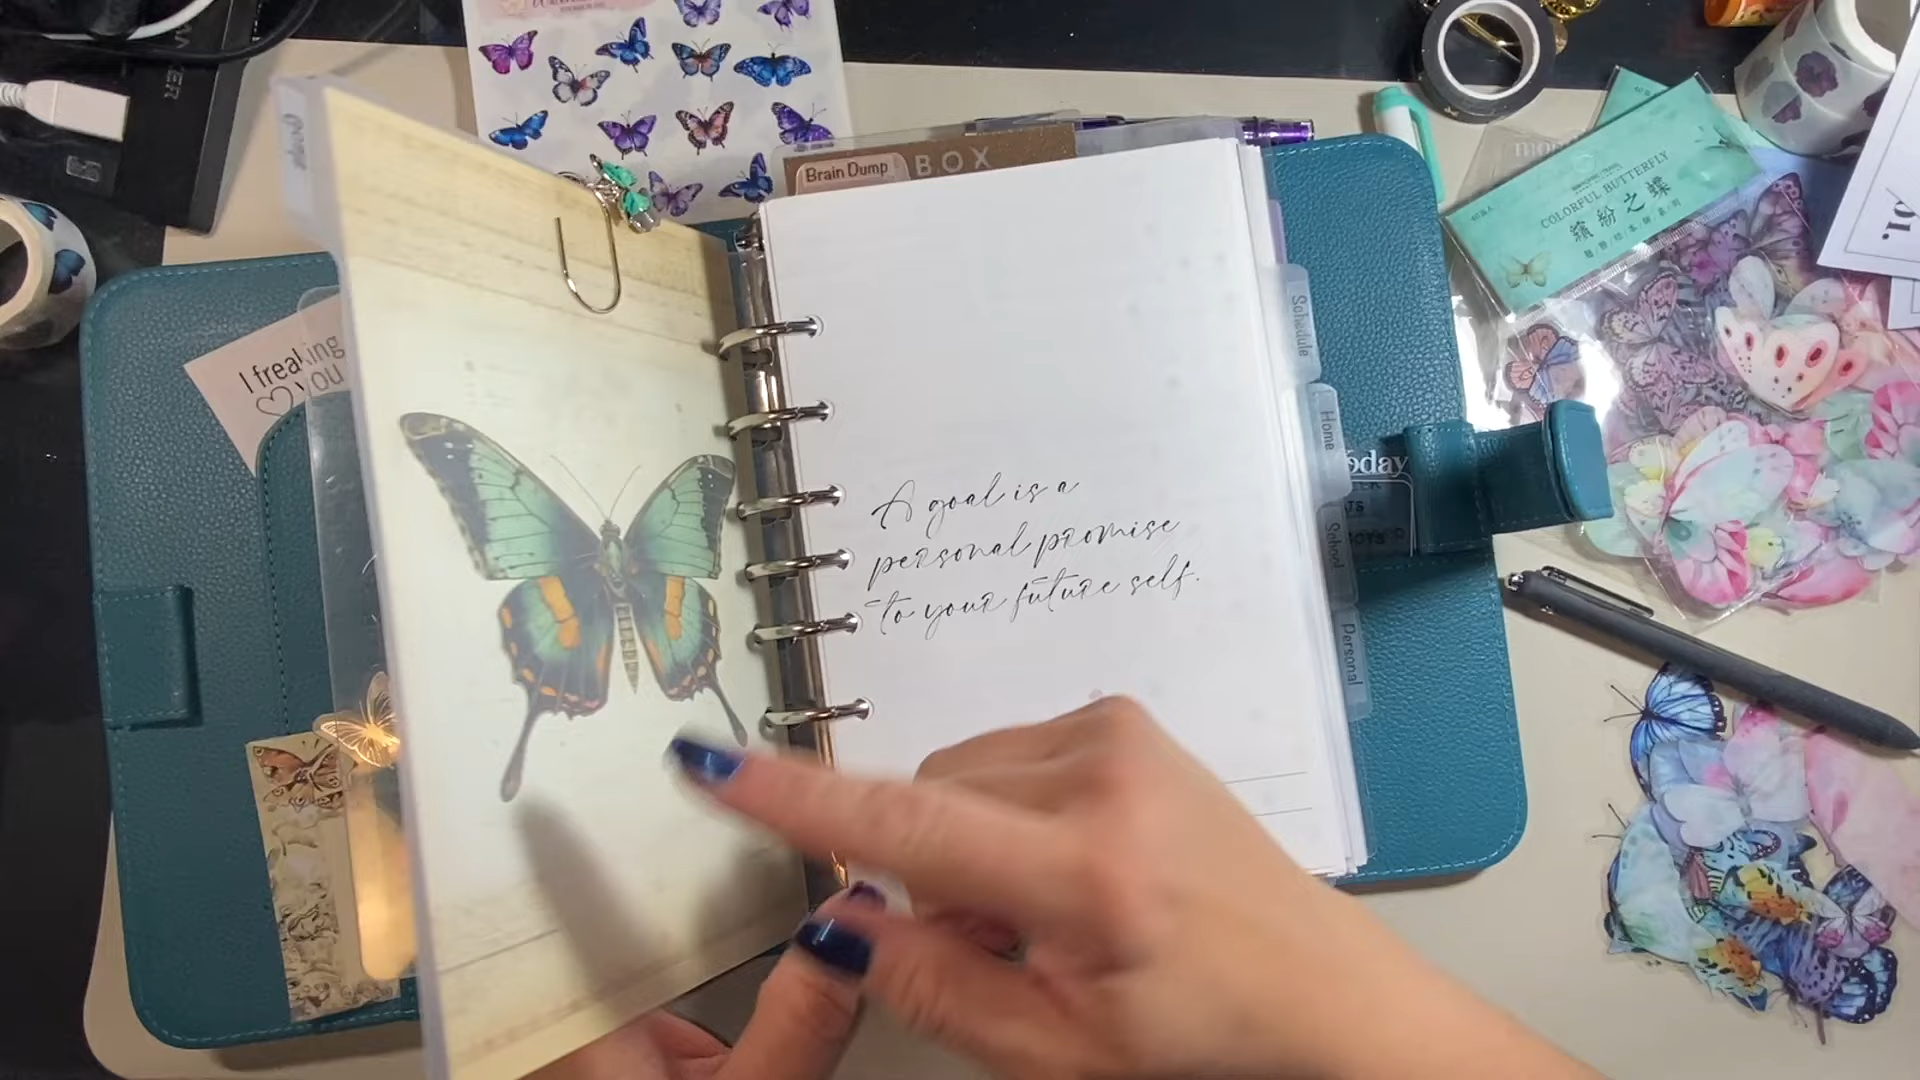 Brain Dump
BOX
I freaking
♡ you
A goal is a
personal promise
to your future self.
Schedule
Home
School
Personal
COLORFUL BUTTERFLY
繽紛之蝶